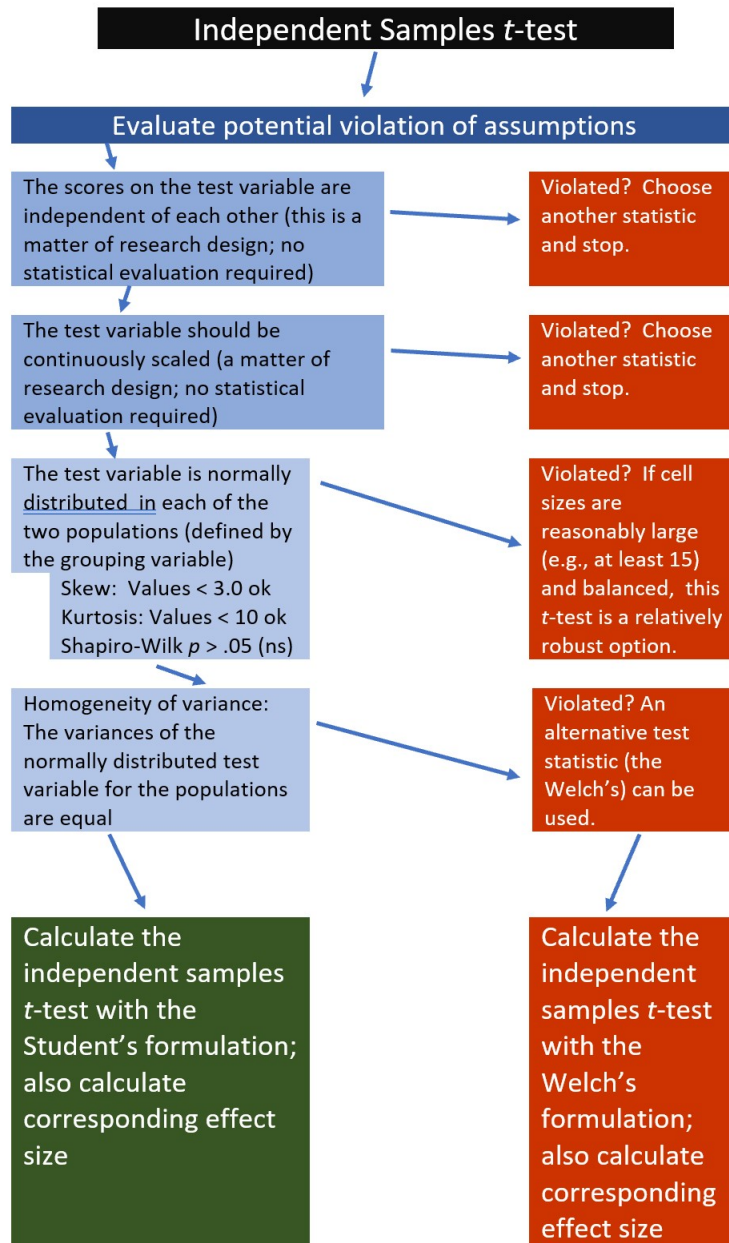 Independent Samples t-test
Evaluate potential violation of assumptions
The scores on the test variable are
independent of each other (this is a
matter of research design; no
statistical evaluation required)
Violated?  Choose
another statistic
and stop.
The test variable should be
continuously scaled (a matter of
research design; no statistical
evaluation required)
Violated?  Choose
another statistic
and stop.
The test variable is normally
distributed  in each of the
two populations (defined by
the grouping variable)
Skew:  Values < 3.0 ok
Kurtosis: Values < 10 ok
Shapiro-Wilk p > .05 (ns)
Violated?  If cell
sizes are
reasonably large
(e.g., at least 15)
and balanced,  this
t-test is a relatively
robust option.
Homogeneity of variance:
The variances of the
normally distributed test
variable for the populations
are equal
Violated? An
alternative test
statistic (the
Welch's) can be
used.
Calculate the
independent samples
t-test with the
Student's formulation;
also calculate
corresponding effect
size
Calculate the
independent
samples t-test
with the
Welch's
formulation;
also calculate
corresponding
effect size